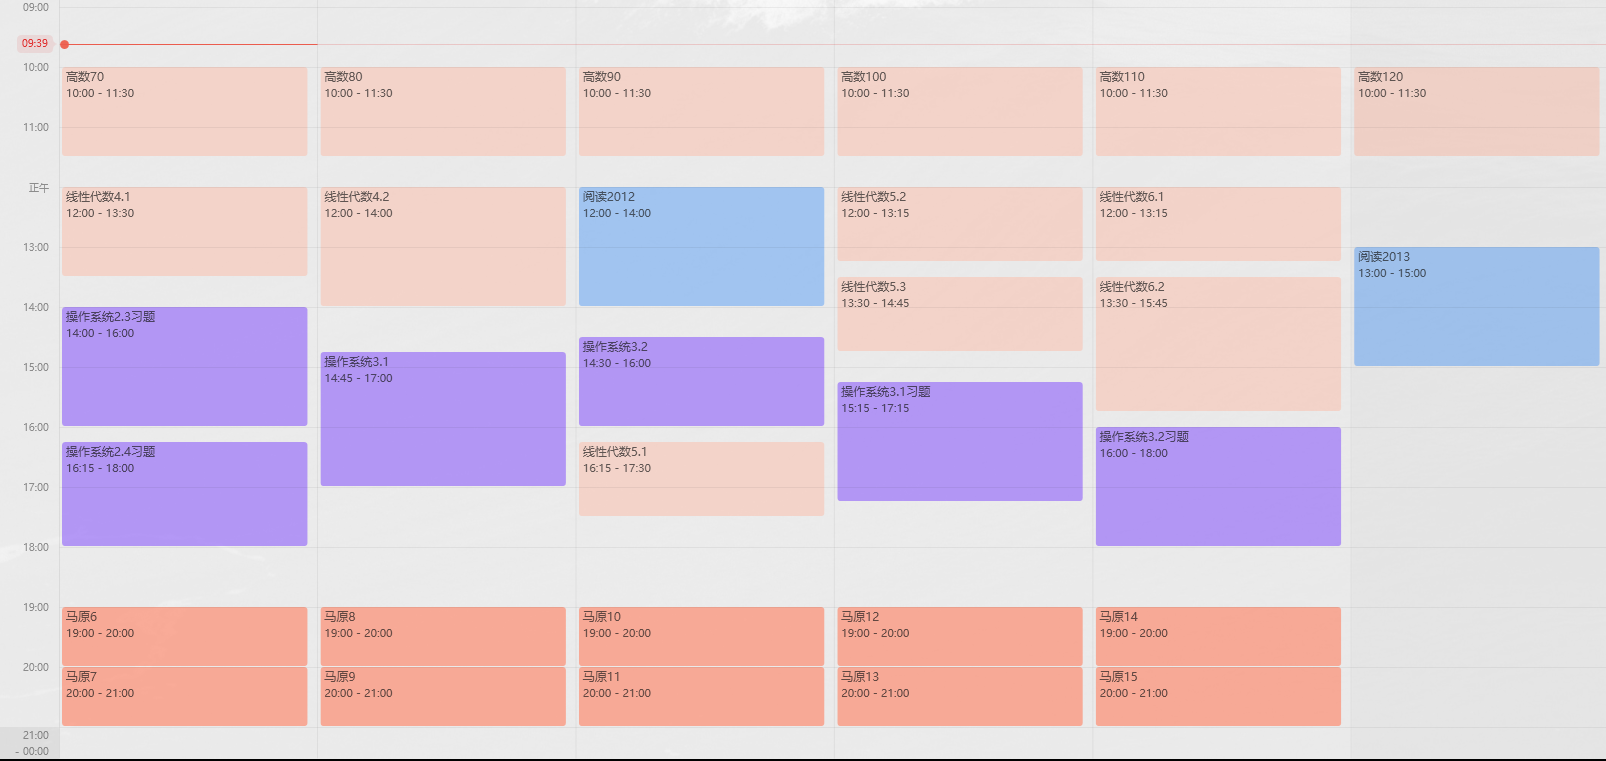 09:00
09:39
10:00
高数70
10:00 - 11:30
高数80
10:00 - 11:30
高数90
10:00 - 11:30
高数100
10:00 - 11:30
高数110
10:00 - 11:30
高数120
10:00 - 11:30
11:00
正午
线性代数4.1
12:00 - 13:30
线性代数4.2
12:00 - 14:00
阅读2012
12:00 - 14:00
线性代数5.2
12:00 - 13:15
线性代数6.1
12:00 - 13:15
13:00
阅读2013
13:00 - 15:00
线性代数5.3
13:30 - 14:45
线性代数6.2
13:30 - 15:45
14:00
操作系统2.3习题
14:00 - 16:00
操作系统3.1
14:45 - 17:00
操作系统3.2
14:30 - 16:00
15:00
操作系统3.1习题
15:15 - 17:15
16:00
操作系统2.4习题
16:15 - 18:00
线性代数5.1
16:15 - 17:30
操作系统3.2习题
16:00 - 18:00
17:00
18:00
19:00
马原6
19:00 - 20:00
马原8
19:00 - 20:00
马原10
19:00 - 20:00
马原12
19:00 - 20:00
马原14
19:00 - 20:00
20:00
马原7
20:00 - 21:00
马原9
20:00 - 21:00
马原11
20:00 - 21:00
马原13
20:00 - 21:00
马原15
20:00 - 21:00
21:00
- 00:00